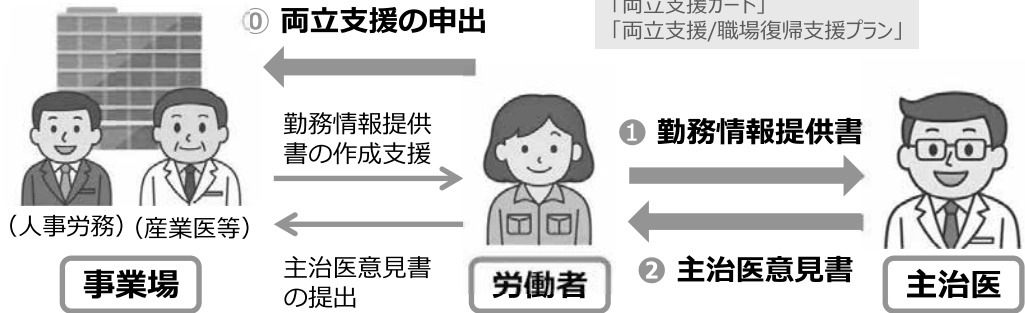 ⓪ 両立支援の申出
「両立支援カード」
「両立支援/職場復帰支援プラン」
勤務情報提供
書の作成支援
❶ 勤務情報提供書
（人事労務）（産業医等）
主治医意見書
の提出
❷ 主治医意見書
事業場
労働者
主治医